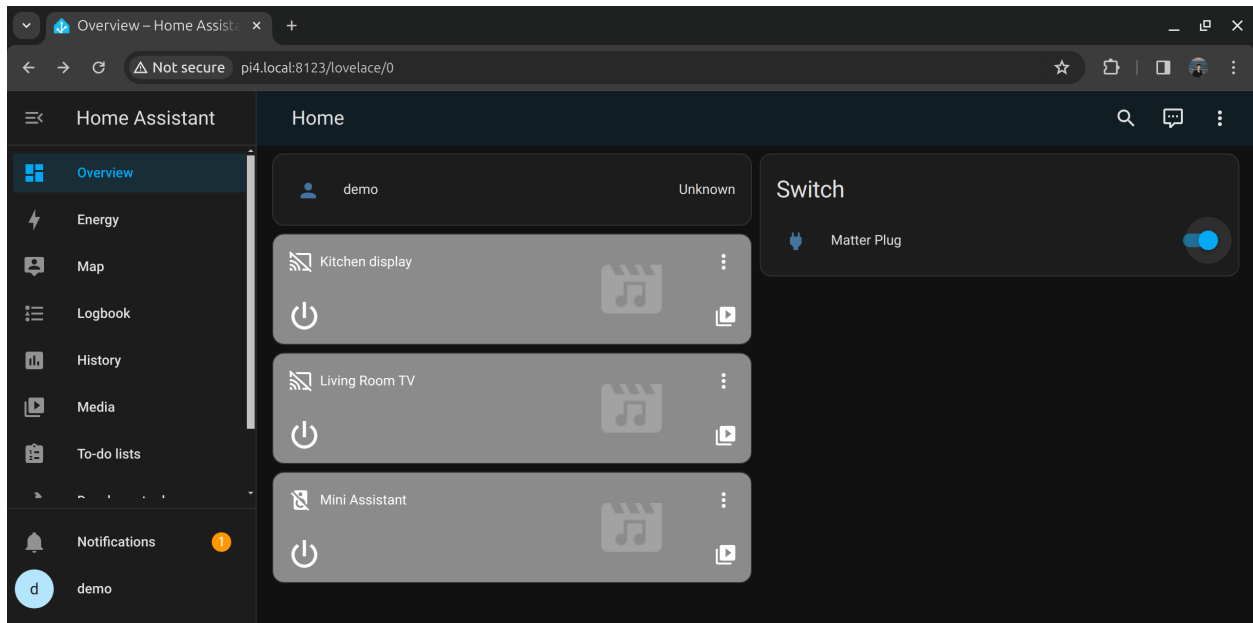 Overview – Home Assista
Not secure pi4.local:8123/lovelace/0
Home Assistant
Home
Overview
Energy
Map
Logbook
History
Media
To-do lists
Notifications 1
d demo
demo Unknown
Kitchen display
Living Room TV
Mini Assistant
Switch
Matter Plug